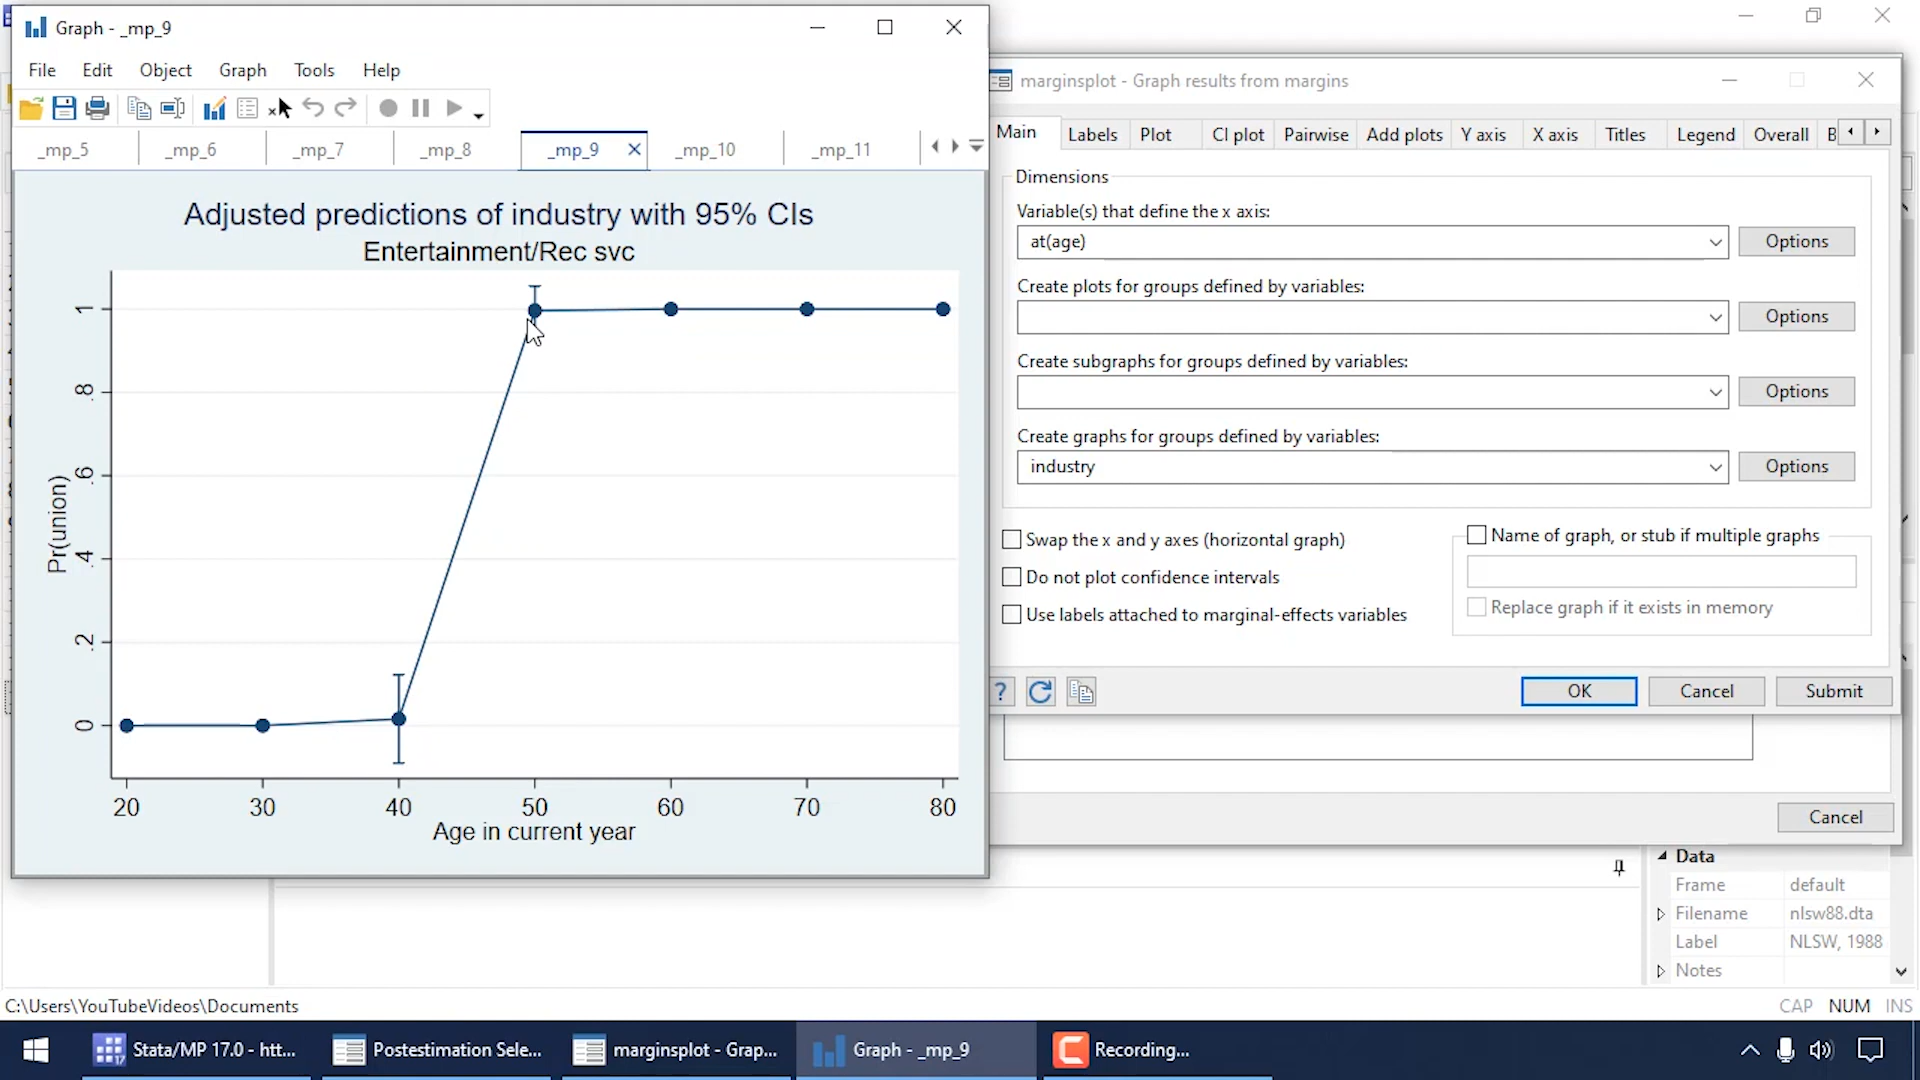 Graph - _mp_9
File Edit Object Graph Tools Help
_mp_5 _mp_6 _mp_7 _mp_8 _mp_9 _mp_10 _mp_11
Adjusted predictions of industry with 95% CIs
Entertainment/Rec svc
Pr(union)
1
.8
.6
.4
.2
0
20 30 40 50 60 70 80
Age in current year
marginsplot - Graph results from margins
Main Labels Plot CI plot Pairwise Add plots Y axis X axis Titles Legend Overall B
Dimensions
Variable(s) that define the x axis:
at(age) Options
Create plots for groups defined by variables:
Options
Create subgraphs for groups defined by variables:
Options
Create graphs for groups defined by variables:
industry Options
Swap the x and y axes (horizontal graph)
Do not plot confidence intervals
Use labels attached to marginal-effects variables
Name of graph, or stub if multiple graphs
Replace graph if it exists in memory
? OK Cancel Submit
Cancel
Data
Frame default
Filename nlsw88.dta
Label NLSW, 1988
Notes
C:\Users\YouTubeVideos\Documents
CAP NUM INS
17 Stata/MP 17.0 - htt... Postestimation Sele... marginsplot - Grap... Graph - _mp_9 Recording...